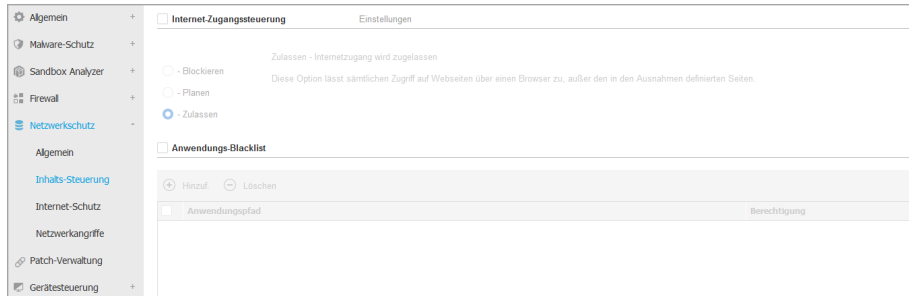 Allgemein +
Malware-Schutz +
Sandbox Analyzer +
Firewall +
Netzwerkschutz -
Allgemein
Inhalts-Steuerung
Internet-Schutz
Netzwerkangriffe
Patch-Verwaltung
Gerätesteuerung +
Internet-Zugangssteuerung Einstellungen
- Blockieren
- Planen
- Zulassen
Zulassen - Internetzugang wird zugelassen
Diese Option lässt sämtlichen Zugriff auf Webseiten über einen Browser zu, außer den in den Ausnahmen definierten Seiten.
Anwendungs-Blacklist
Hinzuf. Löschen
Anwendungspfad Berechtigung